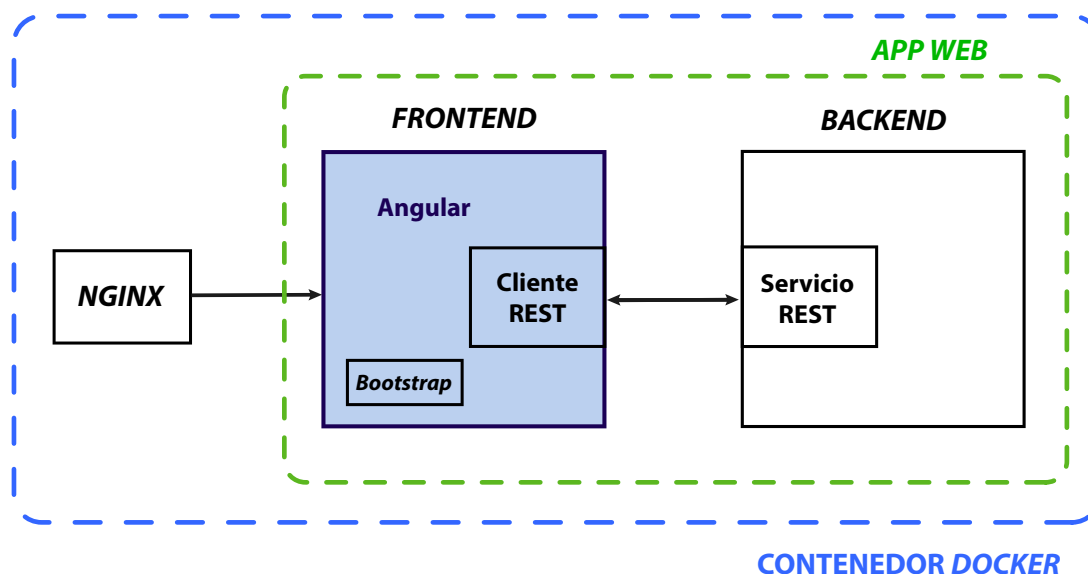 APP WEB
FRONTEND
BACKEND
Angular
NGINX
Cliente
REST
Servicio
REST
Bootstrap
CONTENEDOR DOCKER